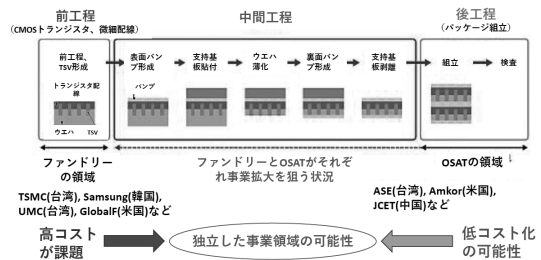 前工程
(CMOSトランジスタ、微細配線)
中間工程
後工程
(パッケージ組立)
前工程、
TSV形成
表面バン
プ形成
支持基
板貼付
ウエハ
薄化
裏面バン
プ形成
支持基
板剥離
組立
検査
トランジスタ配
線
バンプ
ウエハ
TSV
ファンドリー
の領域
ファンドリーとOSATがそれぞ
れ事業拡大を狙う状況
OSATの領域
TSMC(台湾), Samsung(韓国),
UMC(台湾), GlobalF(米国)など
ASE(台湾), Amkor(米国),
JCET(中国)など
高コスト
が課題
独立した事業領域の可能性
低コスト化
の可能性